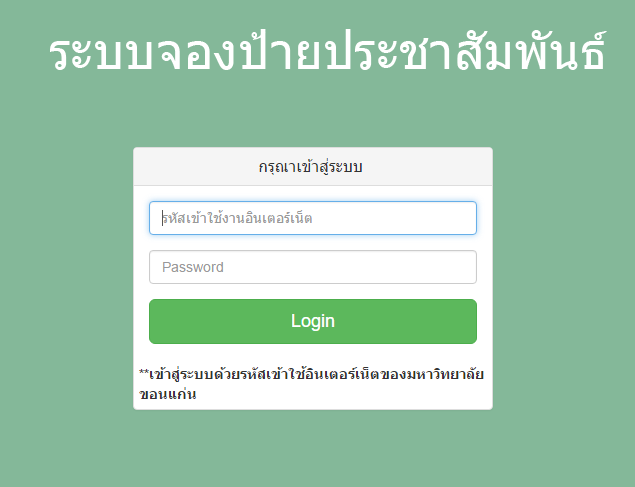 ระบบจองป้ายประชาสัมพันธ์
กรุณาเข้าสู่ระบบ
รหัสเข้าใช้งานอินเตอร์เน็ต
Password
Login
**เข้าสู่ระบบด้วยรหัสเข้าใช้อินเตอร์เน็ตของมหาวิทยาลัย
ขอนแก่น